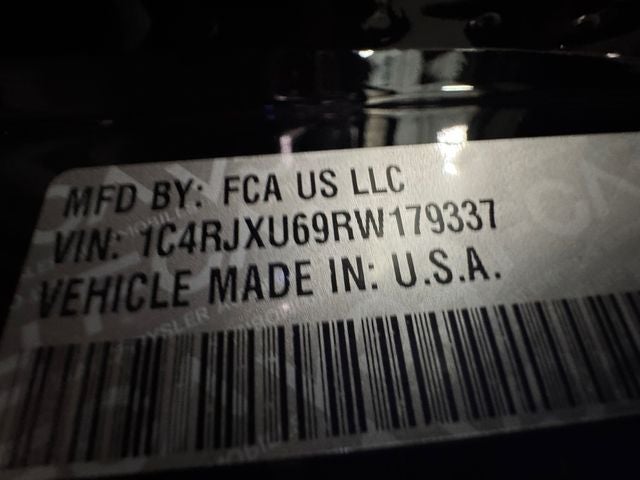 MFD BY: FCA US LLC
VIN: 1C4RJXU69RW179337
VEHICLE MADE IN: U.S.A.